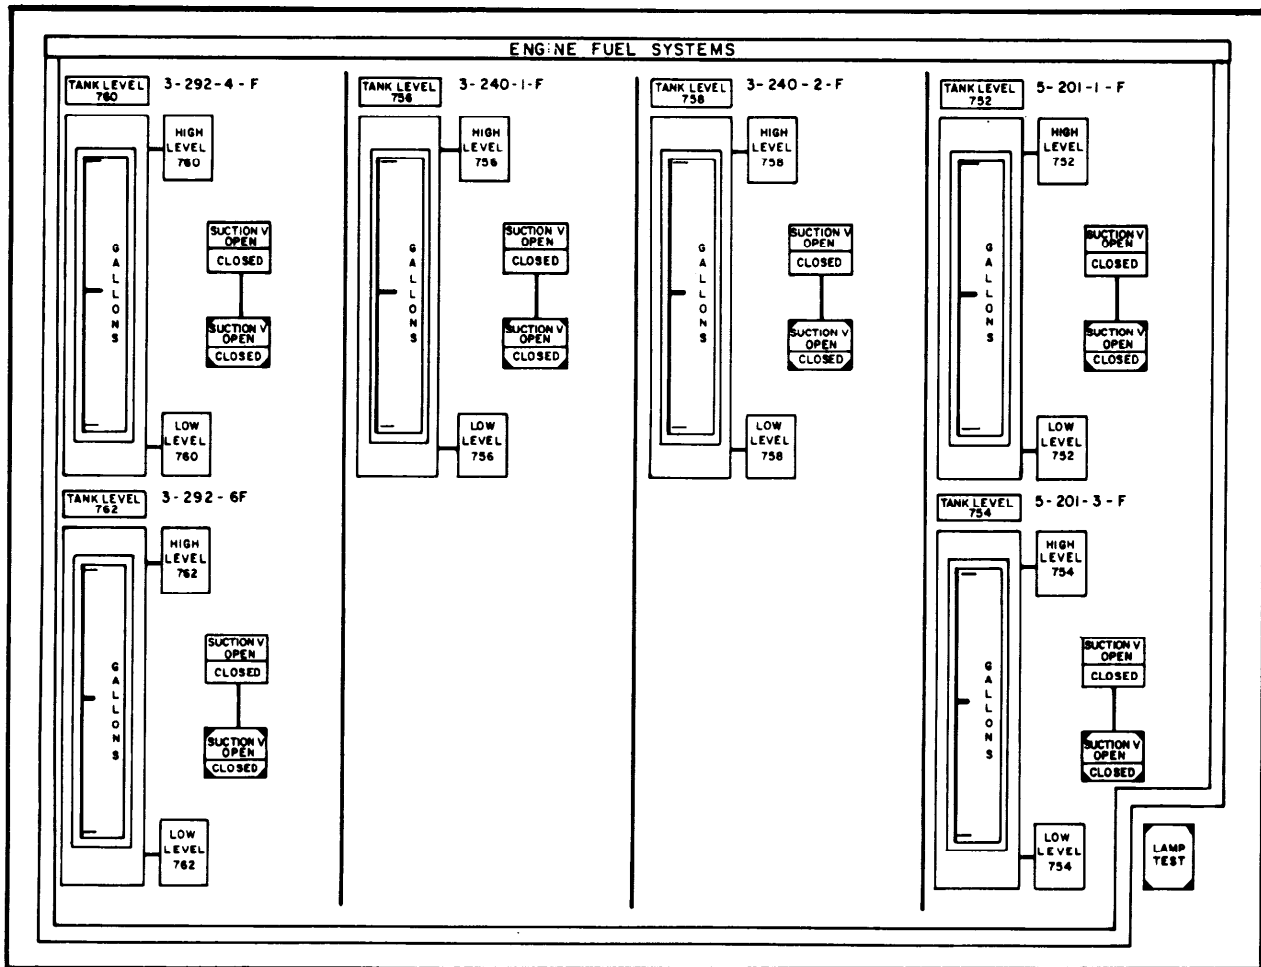 ENGINE FUEL SYSTEMS
TANK LEVEL
760
3-292-4-F
HIGH
LEVEL
760
GALLONS
SUCTION V
OPEN
CLOSED
SUCTION V
OPEN
CLOSED
LOW
LEVEL
760
TANK LEVEL
762
3-292-6F
HIGH
LEVEL
762
GALLONS
SUCTION V
OPEN
CLOSED
SUCTION V
OPEN
CLOSED
LOW
LEVEL
762
TANK LEVEL
756
3-240-1-F
HIGH
LEVEL
756
GALLONS
SUCTION V
OPEN
CLOSED
SUCTION V
OPEN
CLOSED
LOW
LEVEL
756
TANK LEVEL
758
3-240-2-F
HIGH
LEVEL
758
GALLONS
SUCTION V
OPEN
CLOSED
SUCTION V
OPEN
CLOSED
LOW
LEVEL
758
TANK LEVEL
752
5-201-1-F
HIGH
LEVEL
752
GALLONS
SUCTION V
OPEN
CLOSED
SUCTION V
OPEN
CLOSED
LOW
LEVEL
752
TANK LEVEL
754
5-201-3-F
HIGH
LEVEL
754
GALLONS
SUCTION V
OPEN
CLOSED
SUCTION V
OPEN
CLOSED
LOW
LEVEL
754
LAMP
TEST